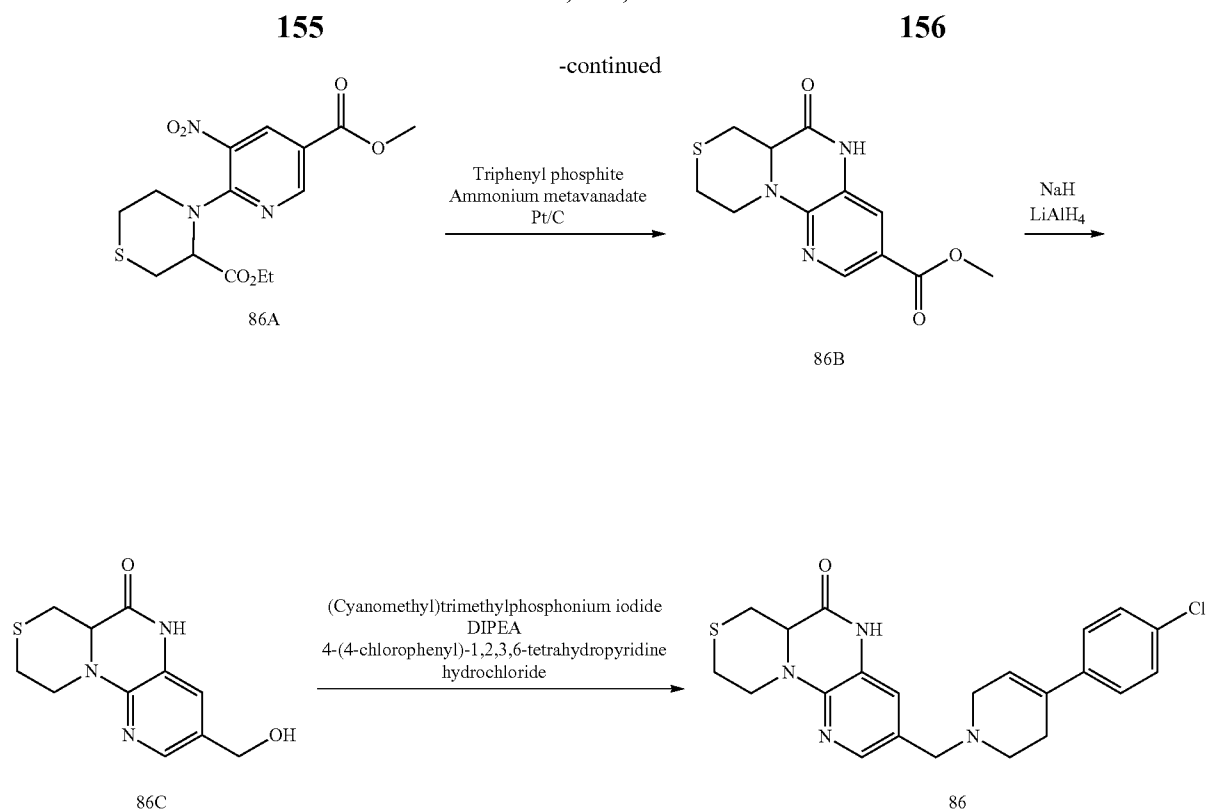 155
156
-continued
O₂N
O
O
N
N
S
CO₂Et
86A
Triphenyl phosphite
Ammonium metavanadate
Pt/C
O
S
NH
N
N
O
O
86B
NaH
LiAlH₄
O
S
NH
N
N
OH
86C
(Cyanomethyl)trimethylphosphonium iodide
DIPEA
4-(4-chlorophenyl)-1,2,3,6-tetrahydropyridine
hydrochloride
O
S
NH
N
N
N
Cl
86